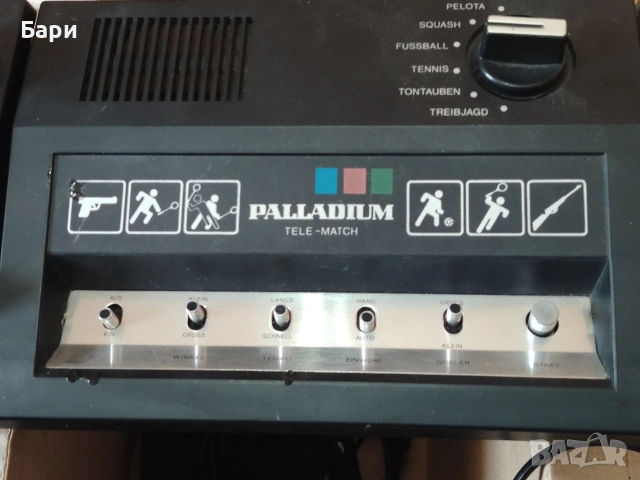 Бари
PELOTA
SQUASH
FUSSBALL
TENNIS
TONTAUBEN
TREIBJAGD
PALLADIUM
TELE-MATCH
AUS KLEIN LANGS HAND GROSS
EIN GROSS SCHNELL AUTO KLEIN
WINKEL TEMPO EINWURF SPIELER START
BAZAR